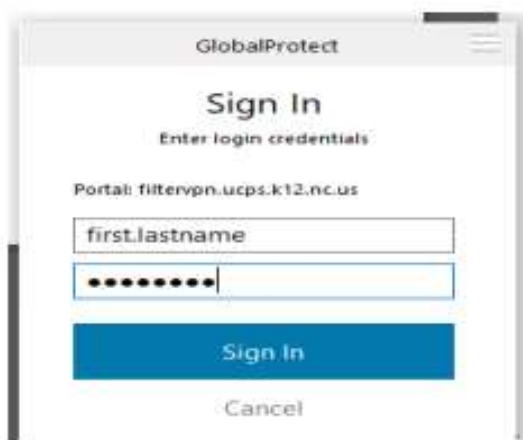 GlobalProtect
Sign In
Enter login credentials
Portal: filtervpn.ucps.k12.nc.us
first.lastname
●●●●●●●●
Sign In
Cancel